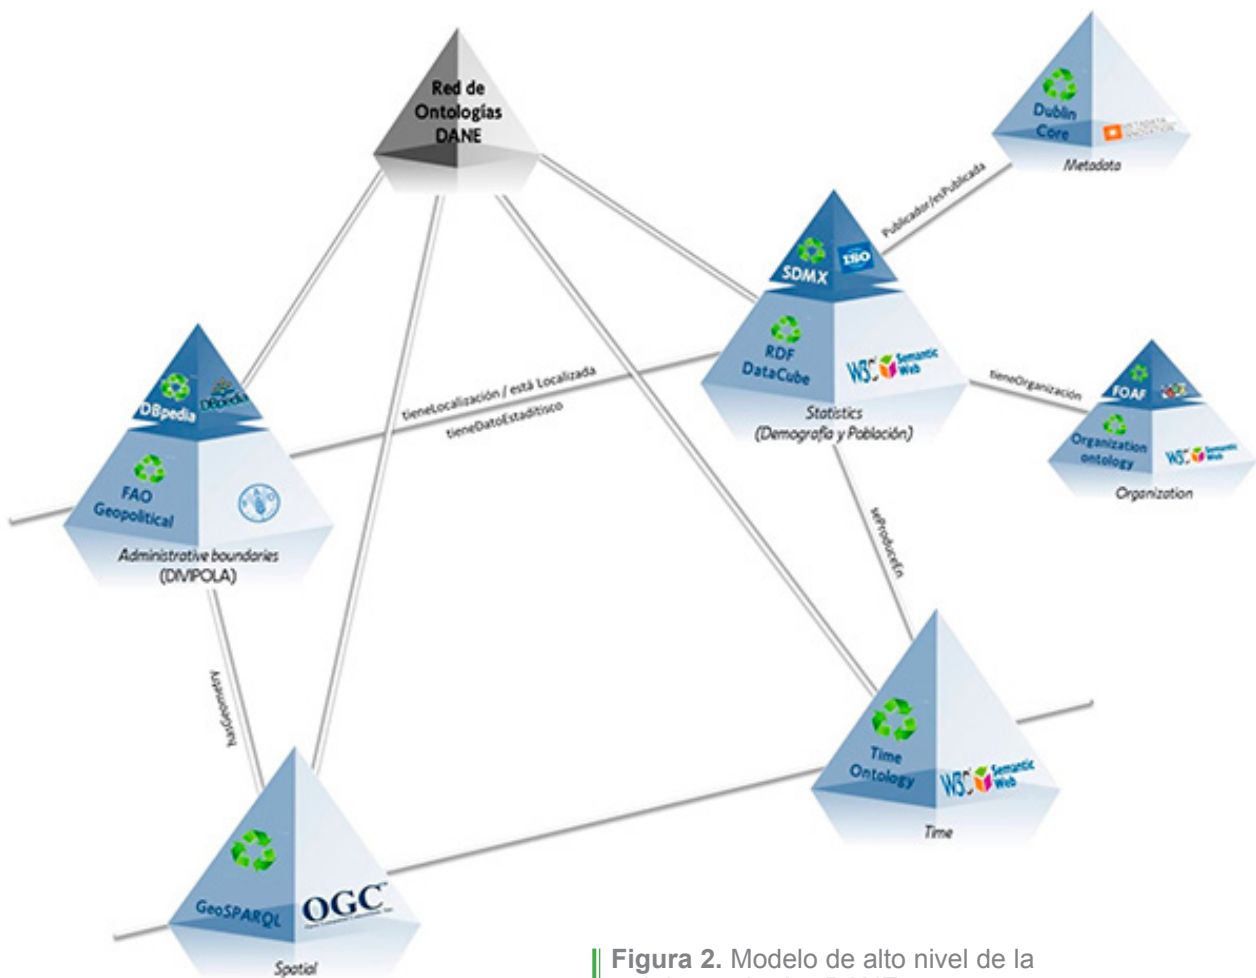 Red de
Ontologías
DANE
Dublin
Core
Metadata
Publicador/esPublicada
SDMX
ISO
RDF
DataCube
W3C Semantic
Web
Statistics
(Demografía y Población)
tieneOrganización
FOAF
Organization
ontology
W3C Semantic
Web
Organization
DBpedia
DBpedia
FAO
Geopolitical
FAO
Administrative boundaries
(DIVIPOLA)
tieneLocalización / está Localizada
tieneDatoEstadítisco
seProduceEn
hasGeometry
Time
Ontology
W3C Semantic
Web
Time
GeoSPARQL
OGC
Spatial
Figura 2. Modelo de alto nivel de la